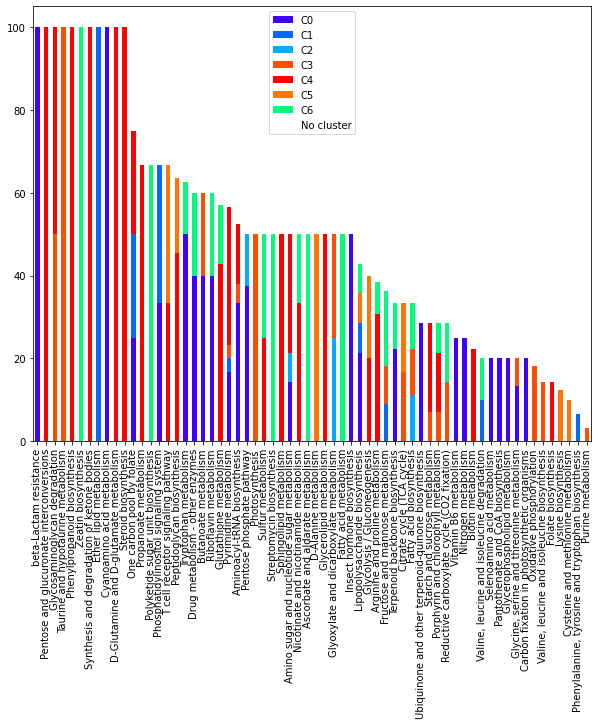 100
80
60
40
20
0
C0
C1
C2
C3
C4
C5
C6
No cluster
beta-Lactam resistance
Pentose and glucuronate interconversions
Glycosaminoglycan degradation
Taurine and hypotaurine metabolism
Phenylpropanoid biosynthesis
Zeatin biosynthesis
Synthesis and degradation of ketone bodies
Ether lipid metabolism
Cyanoamino acid metabolism
D-Glutamine and D-glutamate metabolism
Steroid biosynthesis
One carbon pool by folate
Propanoate metabolism
Polyketide sugar unit biosynthesis
Phosphatidylinositol signaling system
T cell receptor signaling pathway
Peptidoglycan biosynthesis
Tryptophan metabolism
Drug metabolism - other enzymes
Butanoate metabolism
Riboflavin metabolism
Glutathione metabolism
Pyrimidine metabolism
Aminoacyl-tRNA biosynthesis
Pentose phosphate pathway
Photosynthesis
Sulfur metabolism
Streptomycin biosynthesis
Sphingolipid metabolism
Amino sugar and nucleotide sugar metabolism
Nicotinate and nicotinamide metabolism
Ascorbate and aldarate metabolism
D-Alanine metabolism
Glycerolipid metabolism
Glyoxylate and dicarboxylate metabolism
Fatty acid metabolism
Insect hormone biosynthesis
Lipopolysaccharide biosynthesis
Glycolysis / Gluconeogenesis
Arginine and proline metabolism
Fructose and mannose metabolism
Terpenoid backbone biosynthesis
Citrate cycle (TCA cycle)
Fatty acid biosynthesis
Ubiquinone and other terpenoid-quinone biosynthesis
Starch and sucrose metabolism
Porphyrin and chlorophyll metabolism
Reductive carboxylate cycle (CO2 fixation)
Vitamin B6 metabolism
Nitrogen metabolism
Biotin metabolism
Valine, leucine and isoleucine degradation
Selenoamino acid metabolism
Pantothenate and CoA biosynthesis
Glycerophospholipid metabolism
Glycine, serine and threonine metabolism
Carbon fixation in photosynthetic organisms
Oxidative phosphorylation
Valine, leucine and isoleucine biosynthesis
Folate biosynthesis
Lysine biosynthesis
Cysteine and methionine metabolism
Phenylalanine, tyrosine and tryptophan biosynthesis
Purine metabolism